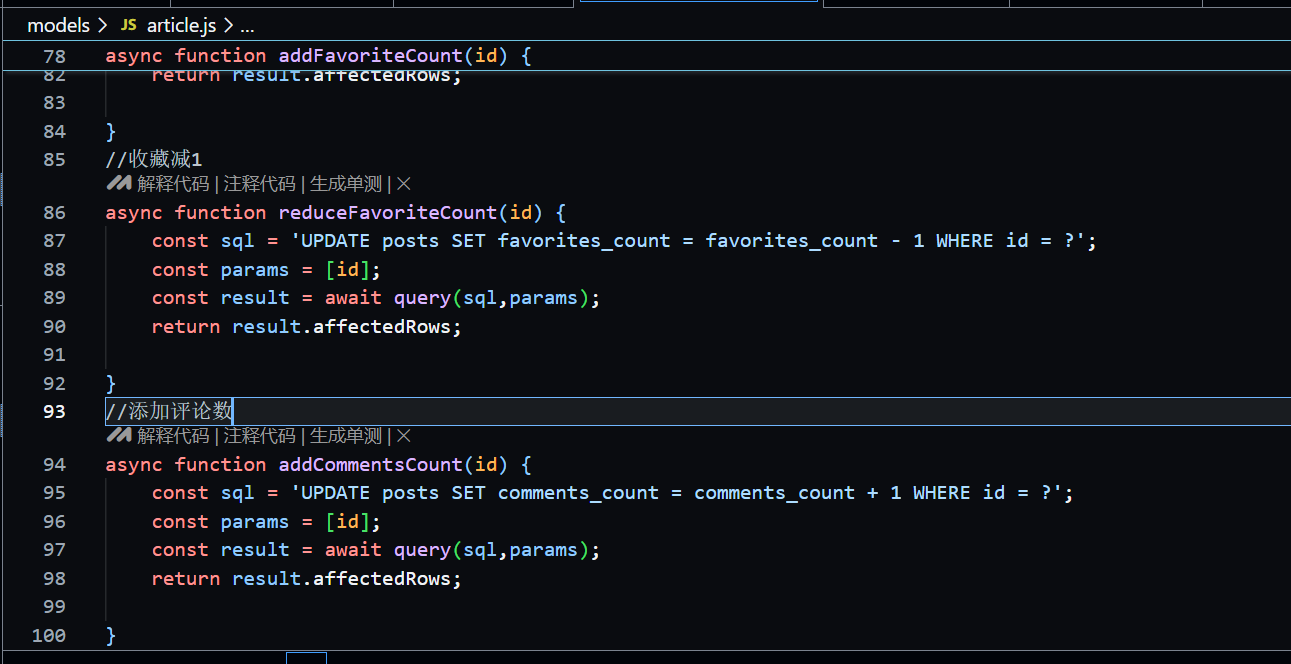 models > JS article.js > ...
78 async function addFavoriteCount(id) {
82 return result.affectedRows;
83
84 }
85 //收藏减1
解释代码 | 注释代码 | 生成单测 | ×
86 async function reduceFavoriteCount(id) {
87 const sql = 'UPDATE posts SET favorites_count = favorites_count - 1 WHERE id = ?';
88 const params = [id];
89 const result = await query(sql,params);
90 return result.affectedRows;
91
92 }
93 //添加评论数
解释代码 | 注释代码 | 生成单测 | ×
94 async function addCommentsCount(id) {
95 const sql = 'UPDATE posts SET comments_count = comments_count + 1 WHERE id = ?';
96 const params = [id];
97 const result = await query(sql,params);
98 return result.affectedRows;
99
100 }